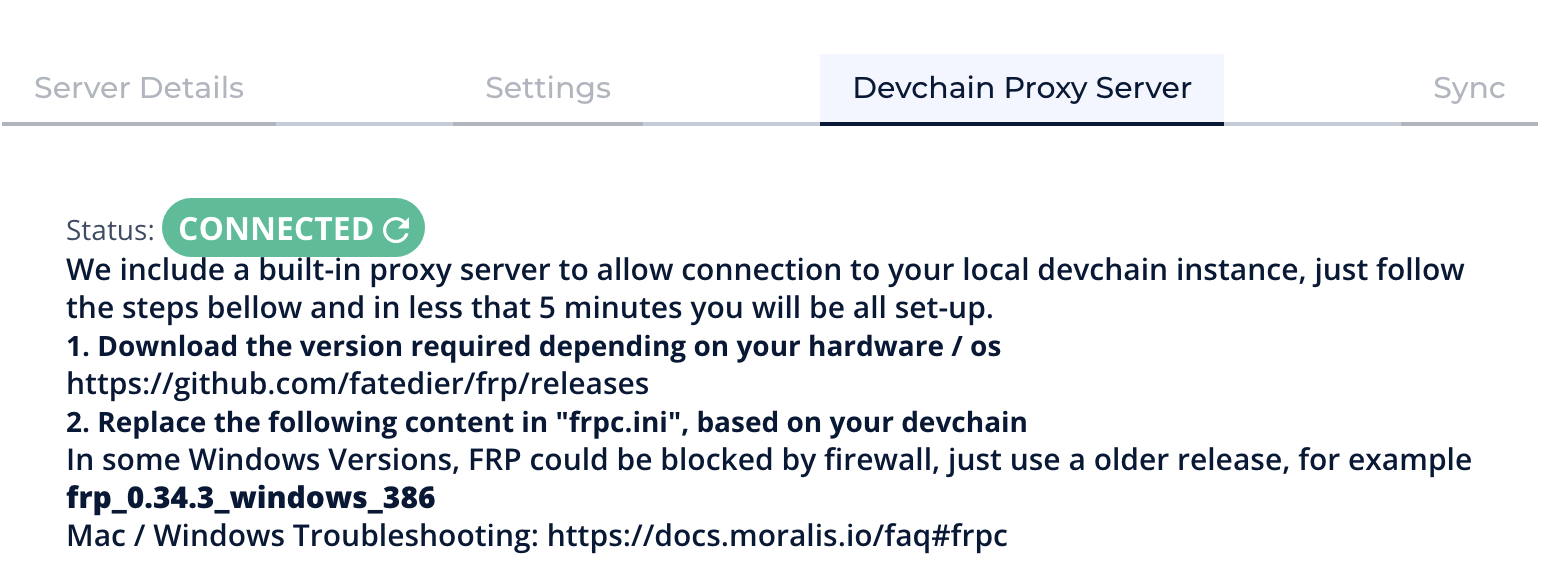 Server Details
Settings
Devchain Proxy Server
Sync
Status: CONNECTED
We include a built-in proxy server to allow connection to your local devchain instance, just follow
the steps bellow and in less that 5 minutes you will be all set-up.
1. Download the version required depending on your hardware / os
https://github.com/fatedier/frp/releases
2. Replace the following content in "frpc.ini", based on your devchain
In some Windows Versions, FRP could be blocked by firewall, just use a older release, for example
frp_0.34.3_windows_386
Mac / Windows Troubleshooting: https://docs.moralis.io/faq#frpc